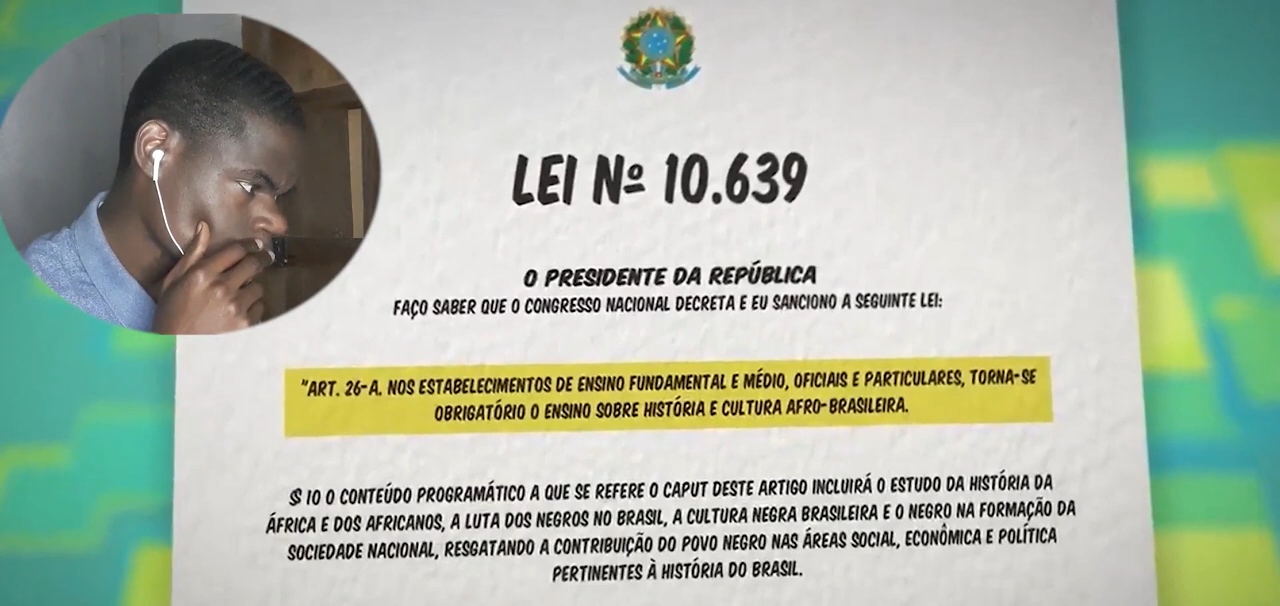 LEI Nº 10.639
O PRESIDENTE DA REPÚBLICA
FAÇO SABER QUE O CONGRESSO NACIONAL DECRETA E EU SANCIONO A SEGUINTE LEI:
"ART. 26-A. NOS ESTABELECIMENTOS DE ENSINO FUNDAMENTAL E MÉDIO, OFICIAIS E PARTICULARES, TORNA-SE
OBRIGATÓRIO O ENSINO SOBRE HISTÓRIA E CULTURA AFRO-BRASILEIRA.
§ 1O O CONTEÚDO PROGRAMÁTICO A QUE SE REFERE O CAPUT DESTE ARTIGO INCLUIRÁ O ESTUDO DA HISTÓRIA DA
ÁFRICA E DOS AFRICANOS, A LUTA DOS NEGROS NO BRASIL, A CULTURA NEGRA BRASILEIRA E O NEGRO NA FORMAÇÃO DA
SOCIEDADE NACIONAL, RESGATANDO A CONTRIBUIÇÃO DO POVO NEGRO NAS ÁREAS SOCIAL, ECONÔMICA E POLÍTICA
PERTINENTES À HISTÓRIA DO BRASIL.